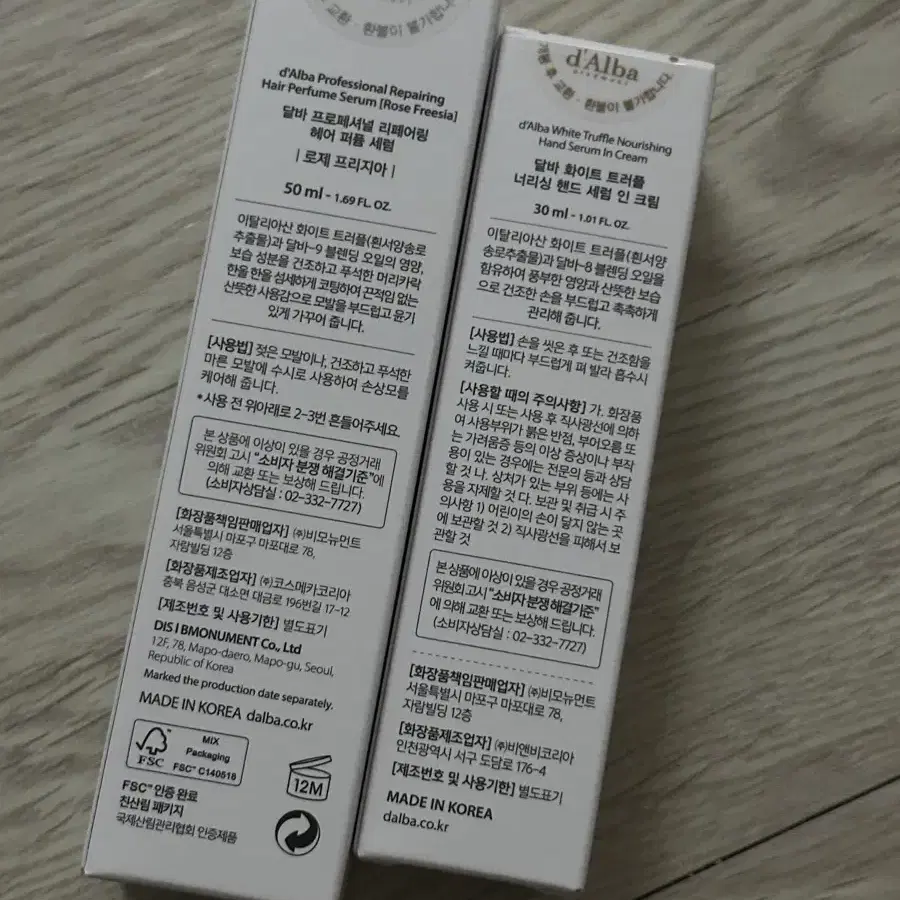 교환 · 환불이 불가합니다.
d'Alba Professional Repairing
Hair Perfume Serum [Rose Freesia]
달바 프로페셔널 리페어링
헤어 퍼퓸 세럼
| 로제 프리지아 |
50 ml - 1.69 FL. OZ.
이탈리아산 화이트 트러플(흰서양송로
추출물)과 달바-9 블렌딩 오일의 영양,
보습 성분을 건조하고 푸석한 머리카락
한올 한올 섬세하게 코팅하여 끈적임 없는
산뜻한 사용감으로 모발을 부드럽고 윤기
있게 가꾸어 줍니다.
[사용법] 젖은 모발이나, 건조하고 푸석한
마른 모발에 수시로 사용하여 손상모를
케어해 줍니다.
*사용 전 위아래로 2-3번 흔들어주세요.
본 상품에 이상이 있을 경우 공정거래
위원회 고시 "소비자 분쟁 해결기준"에
의해 교환 또는 보상해 드립니다.
(소비자상담실 : 02-332-7727)
[화장품책임판매업자] ㈜비모뉴먼트
서울특별시 마포구 마포대로 78,
자람빌딩 12층
[화장품제조업자] ㈜코스메카코리아
충북 음성군 대소면 대금로 196번길 17-12
[제조번호 및 사용기한] 별도표기
DIS | BMONUMENT Co., Ltd
12F, 78, Mapo-daero, Mapo-gu, Seoul,
Republic of Korea
Marked the production date separately.
MADE IN KOREA dalba.co.kr
FSC
MIX
Packaging
FSC™ C140518
12M
FSC™ 인증 완료
친산림 패키지
국제산림관리협회 인증제품
d'Alba
PIEDMONT
개봉 후 교환 · 환불이 불가합니다.
d'Alba White Truffle Nourishing
Hand Serum In Cream
달바 화이트 트러플
너리싱 핸드 세럼 인 크림
30 ml - 1.01 FL. OZ.
이탈리아산 화이트 트러플(흰서양
송로추출물)과 달바-8 블렌딩 오일을
함유하여 풍부한 영양과 산뜻한 보습
으로 건조한 손을 부드럽고 촉촉하게
관리해 줍니다.
[사용법] 손을 씻은 후 또는 건조함을
느낄 때마다 부드럽게 펴 발라 흡수시
켜줍니다.
[사용할 때의 주의사항] 가. 화장품
사용 시 또는 사용 후 직사광선에 의하
여 사용부위가 붉은 반점, 부어오름 또
는 가려움증 등의 이상 증상이나 부작
용이 있는 경우에는 전문의 등과 상담
할 것 나. 상처가 있는 부위 등에는 사
용을 자제할 것 다. 보관 및 취급 시 주
의사항 1) 어린이의 손이 닿지 않는 곳
에 보관할 것 2) 직사광선을 피해서 보
관할 것
본 상품에 이상이 있을 경우 공정거래
위원회 고시 "소비자 분쟁 해결기준"
에 의해 교환 또는 보상해 드립니다.
(소비자상담실 : 02-332-7727)
[화장품책임판매업자] ㈜비모뉴먼트
서울특별시 마포구 마포대로 78,
자람빌딩 12층
[화장품제조업자] ㈜비앤비코리아
인천광역시 서구 도담로 176-4
[제조번호 및 사용기한] 별도표기
MADE IN KOREA
dalba.co.kr